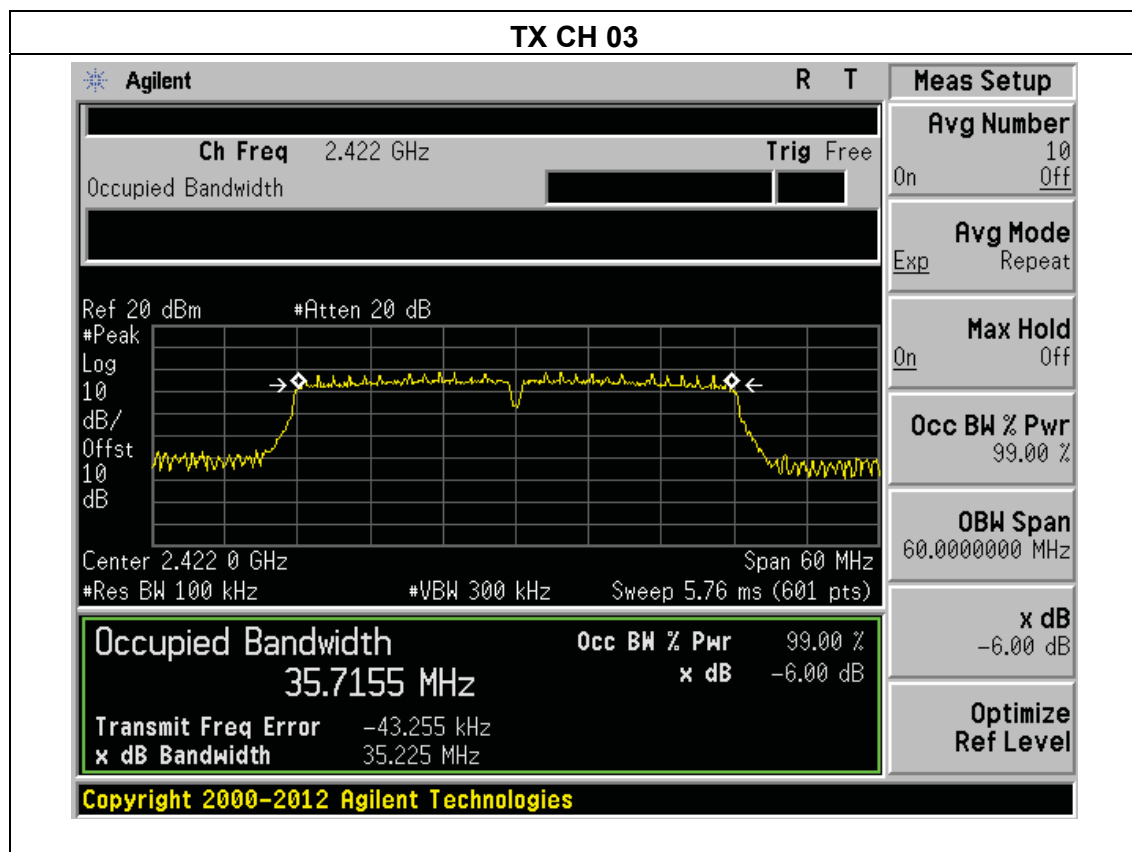 TX CH 03
Agilent R T
Ch Freq 2.422 GHz Trig Free
Occupied Bandwidth
Ref 20 dBm #Atten 20 dB
#Peak
Log
10
dB/
Offst
10
dB
Center 2.422 0 GHz Span 60 MHz
#Res BW 100 kHz #VBW 300 kHz Sweep 5.76 ms (601 pts)
Occupied Bandwidth Occ BW % Pwr 99.00 %
35.7155 MHz x dB -6.00 dB
Transmit Freq Error -43.255 kHz
x dB Bandwidth 35.225 MHz
Copyright 2000-2012 Agilent Technologies
Meas Setup
Avg Number
10
On Off
Avg Mode
Exp Repeat
Max Hold
On Off
Occ BW % Pwr
99.00 %
OBW Span
60.0000000 MHz
x dB
-6.00 dB
Optimize
Ref Level